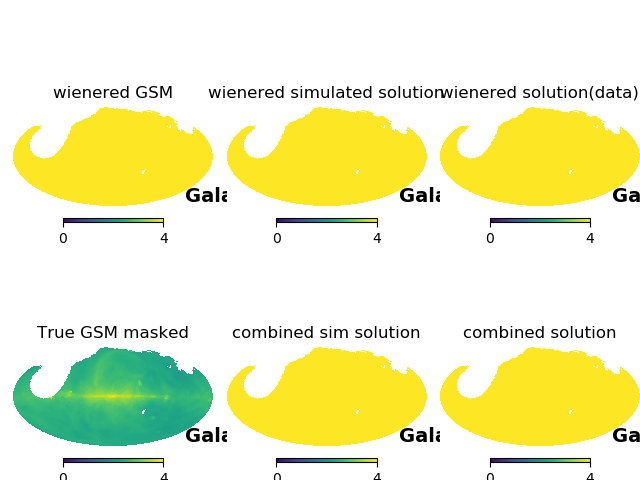 wienered GSM
wienered simulated solution
wienered solution(data)
Gala
Gala
Ga
0 4
0 4
0 4
True GSM masked
combined sim solution
combined solution
Gala
Gala
Ga
0 4
0 4
0 4